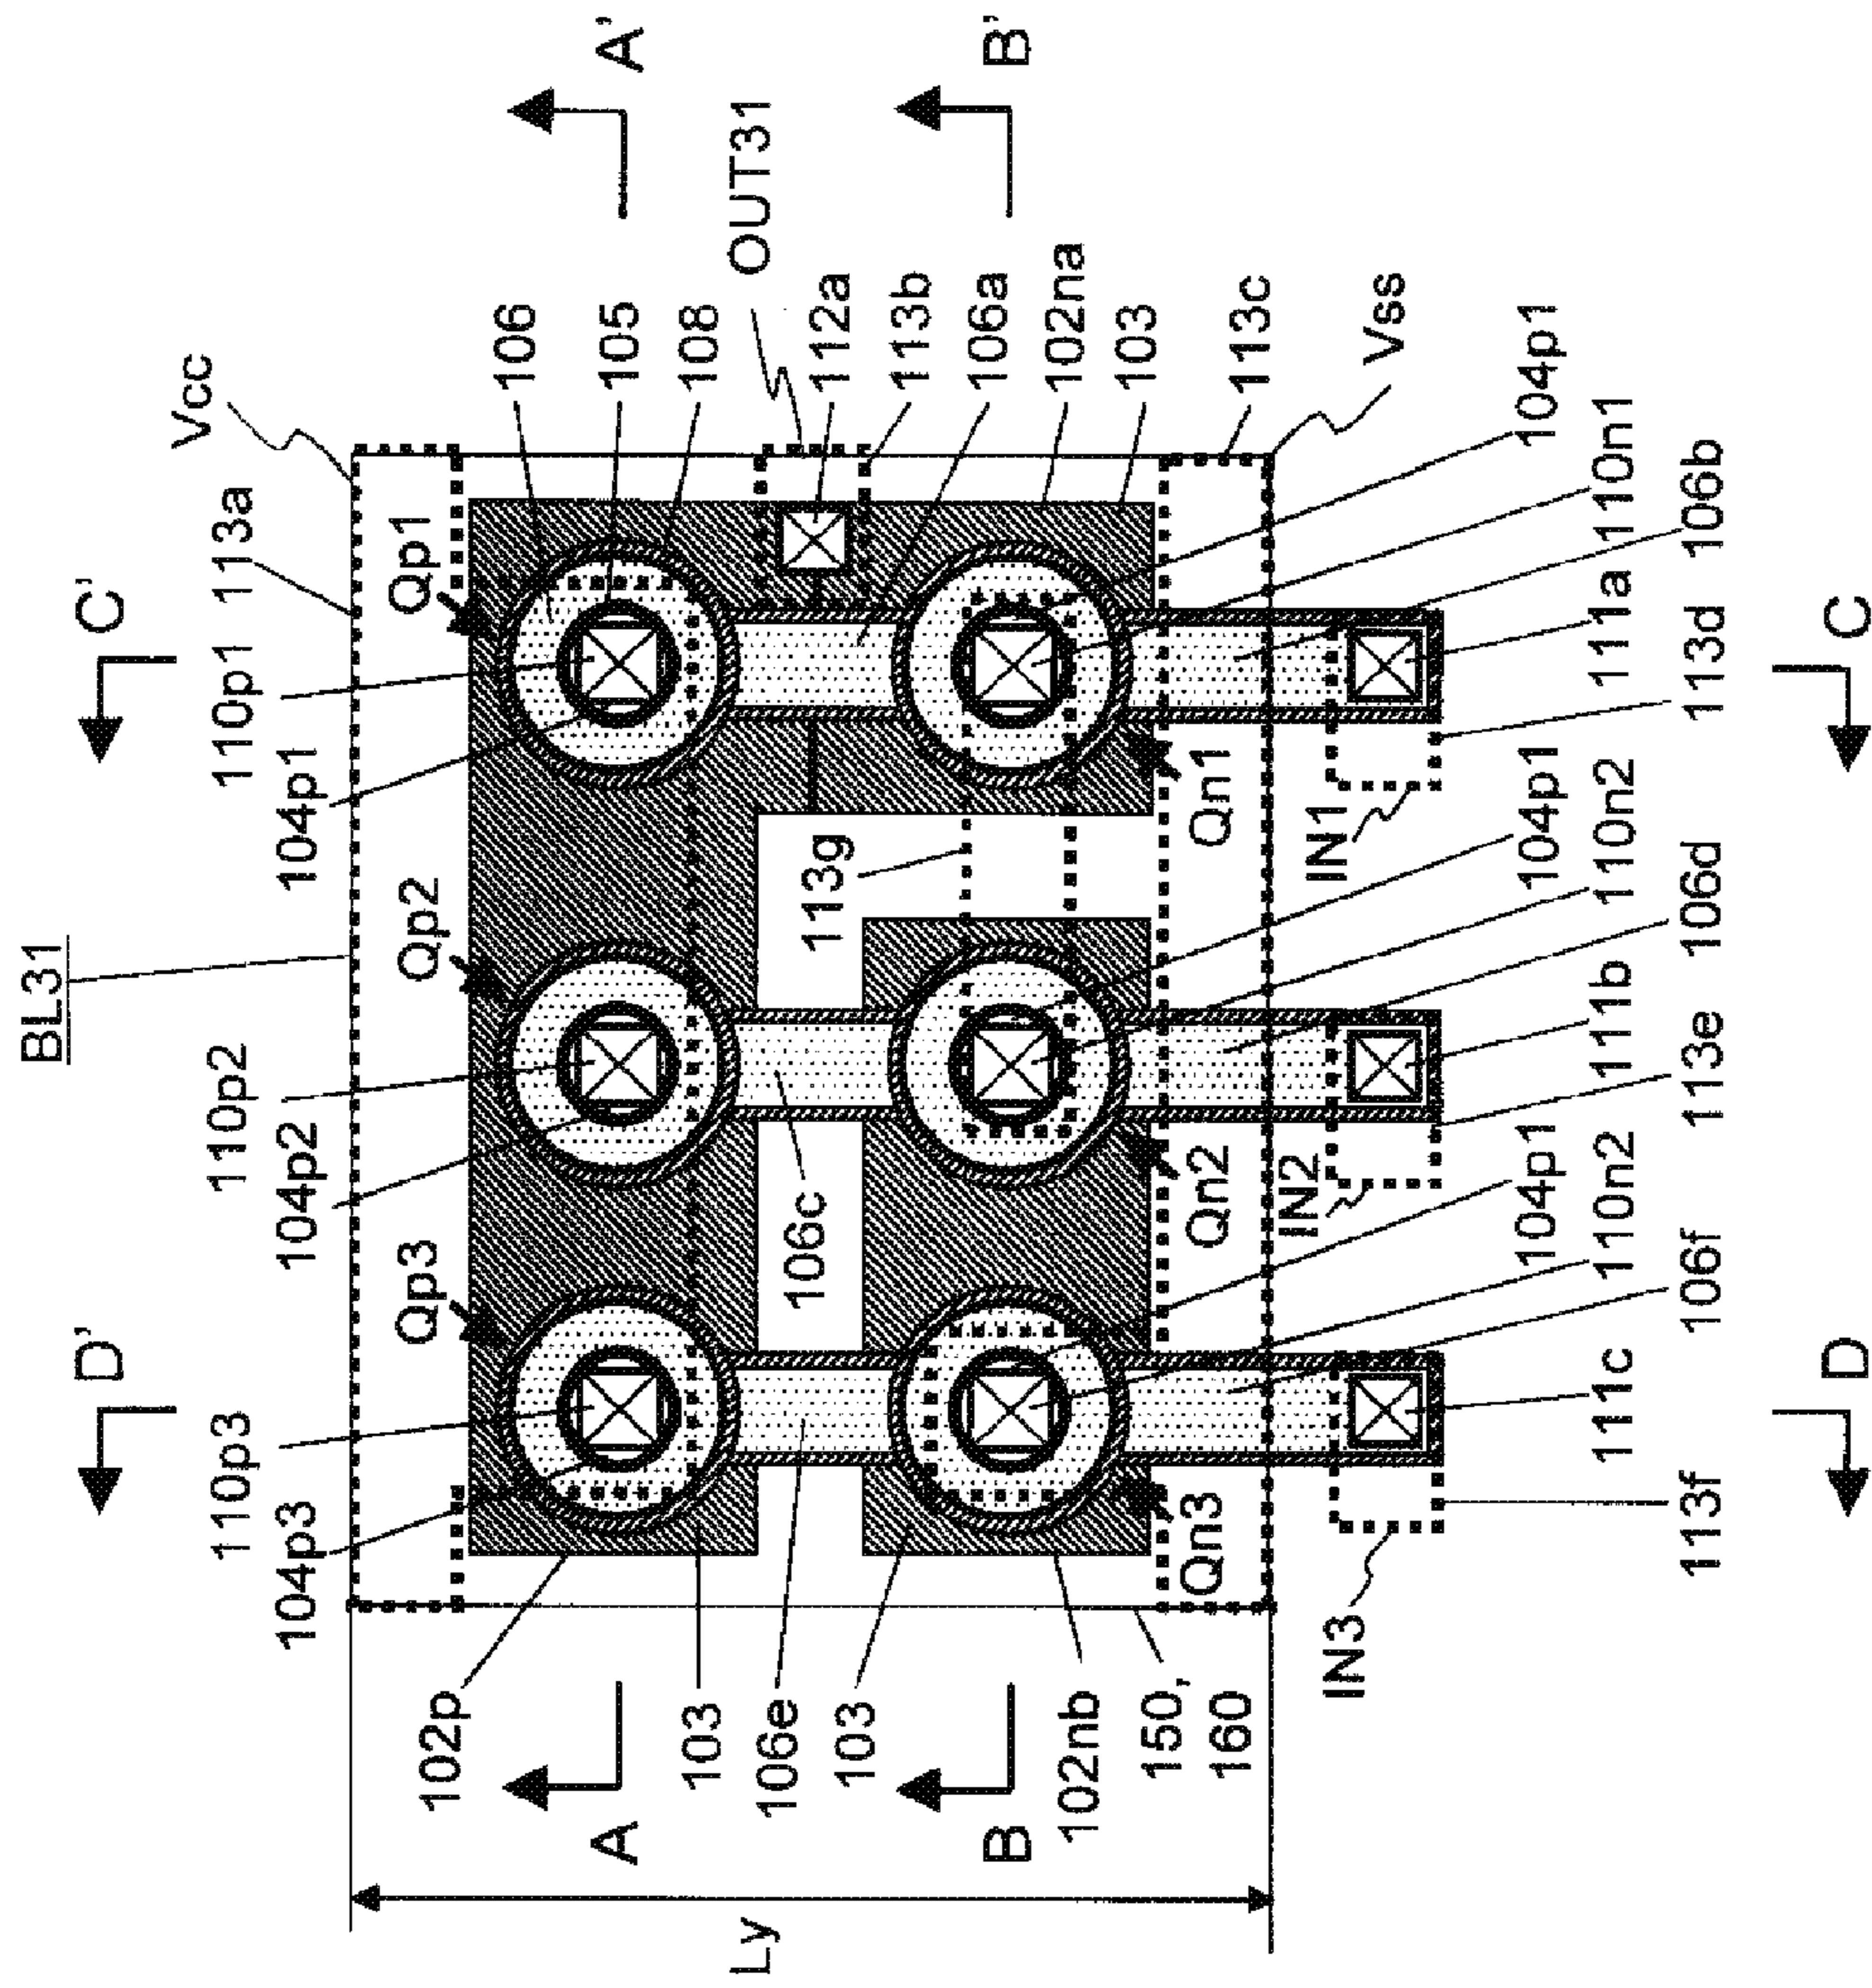 BL31
Vcc
D'
C'
110p3
104p3
Qp3
110p2
104p2
Qp2
110p1
104p1
113a
Qp1
106
105
108
OUT31
112a
113b
106a
102na
103
113c
Vss
A'
B'
102p
103
106e
103
102nb
150,
160
A
B
Ly
106c
113g
Qn3
Qn2
Qn1
IN3
IN2
IN1
104p1
110n2
106f
111c
113f
104p1
110n2
106d
111b
113e
104p1
110n1
106b
111a
113d
D
C